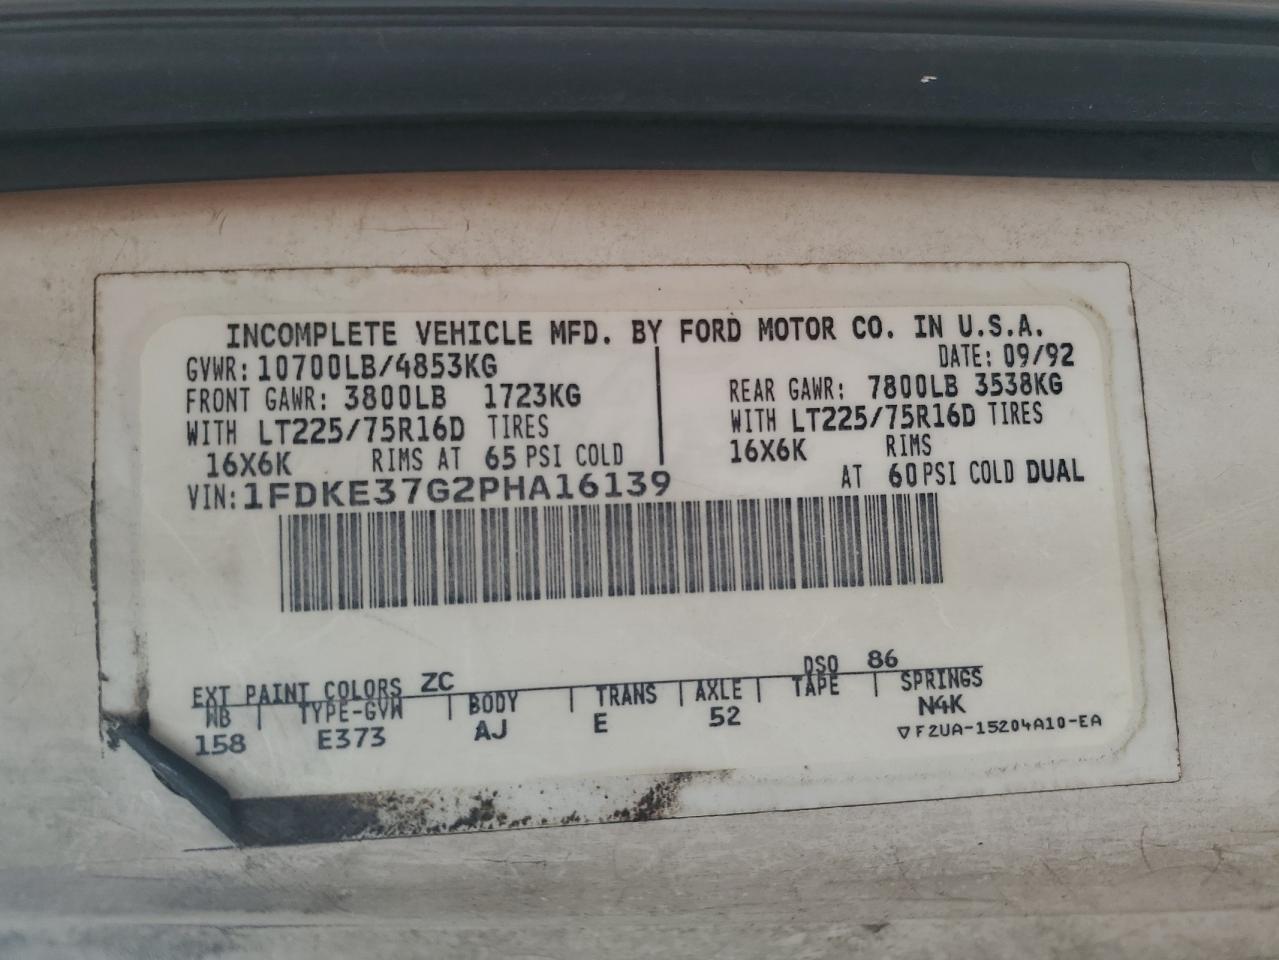 INCOMPLETE VEHICLE MFD. BY FORD MOTOR CO. IN U.S.A.
GVWR: 10700LB/4853KG DATE: 09/92
FRONT GAWR: 3800LB 1723KG REAR GAWR: 7800LB 3538KG
WITH LT225/75R16D TIRES WITH LT225/75R16D TIRES
16X6K RIMS AT 65 PSI COLD 16X6K RIMS
VIN: 1FDKE37G2PHA16139 AT 60 PSI COLD DUAL
DSO 86
EXT PAINT COLORS ZC
WB TYPE-GVW BODY TRANS AXLE TAPE SPRINGS
158 E373 AJ E 52 N4K
▽F2UA-15204A10-EA